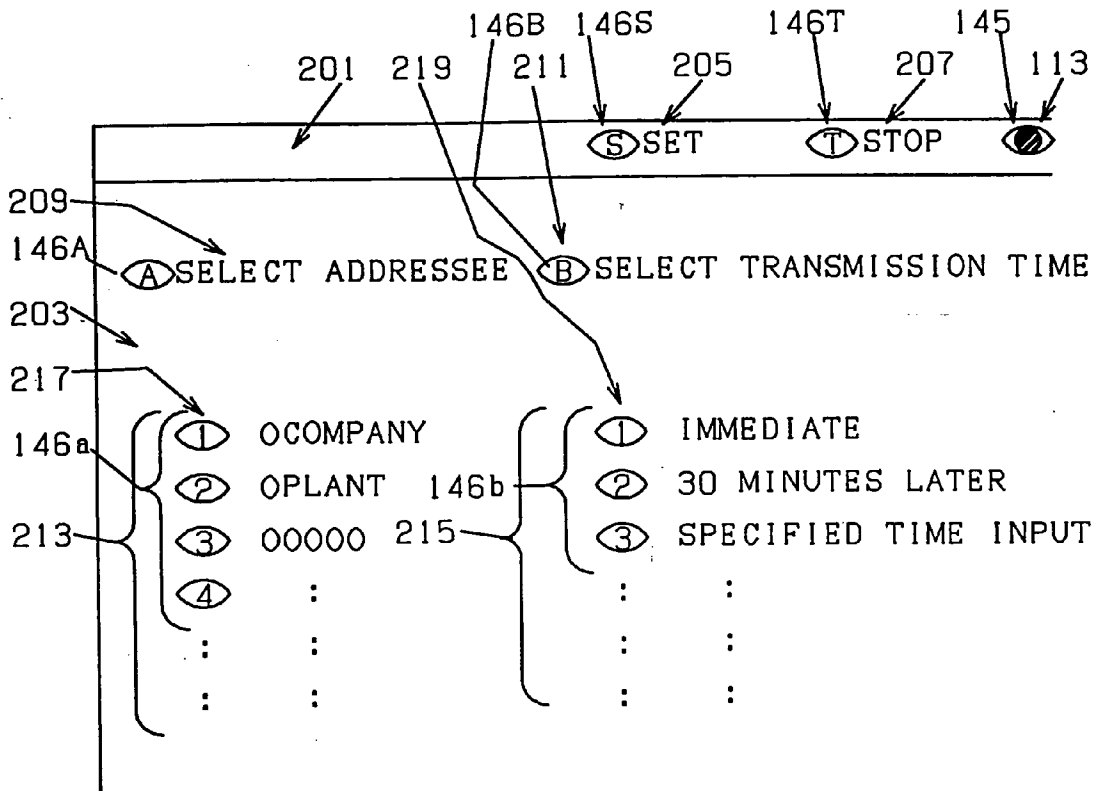 146B 146S 146T 145
201 219 211 205 207 113
S SET T STOP
209
146A
A SELECT ADDRESSEE B SELECT TRANSMISSION TIME
203
217
1 OCOMPANY 1 IMMEDIATE
146a
2 OPLANT 146b 2 30 MINUTES LATER
213 3 OOOOO 215 3 SPECIFIED TIME INPUT
4 : : :
: : : :
: : : :